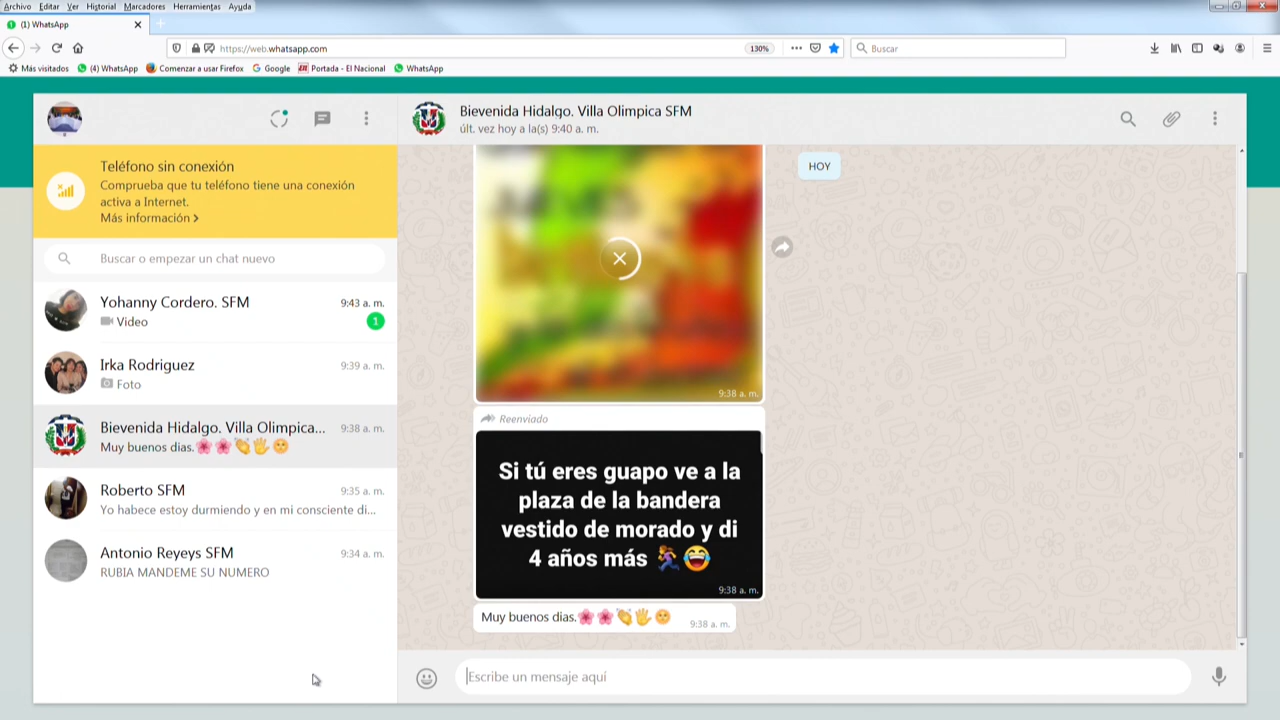 Archivo Editar Ver Historial Marcadores Herramientas Ayuda
(1) WhatsApp
https://web.whatsapp.com
130%
Buscar
Más visitados
(4) WhatsApp
Comenzar a usar Firefox
Google
Portada - El Nacional
WhatsApp
Teléfono sin conexión
Comprueba que tu teléfono tiene una conexión
activa a Internet.
Más información
Buscar o empezar un chat nuevo
Yohanny Cordero. SFM
9:43 a. m.
Video
1
Irka Rodriguez
9:39 a. m.
Foto
Bievenida Hidalgo. Villa Olimpica...
9:38 a. m.
Muy buenos dias.🌸🌸👏🖐🌞
Roberto SFM
9:35 a. m.
Yo habece estoy durmiendo y en mi consciente di...
Antonio Reyeys SFM
9:34 a. m.
RUBIA MANDEME SU NUMERO
Bievenida Hidalgo. Villa Olimpica SFM
últ. vez hoy a la(s) 9:40 a. m.
HOY
9:38 a. m.
Reenviado
Si tú eres guapo ve a la
plaza de la bandera
vestido de morado y di
4 años más 🏃‍♀️😂
9:38 a. m.
Muy buenos dias.🌸🌸👏🖐🌞
9:38 a. m.
Escribe un mensaje aquí